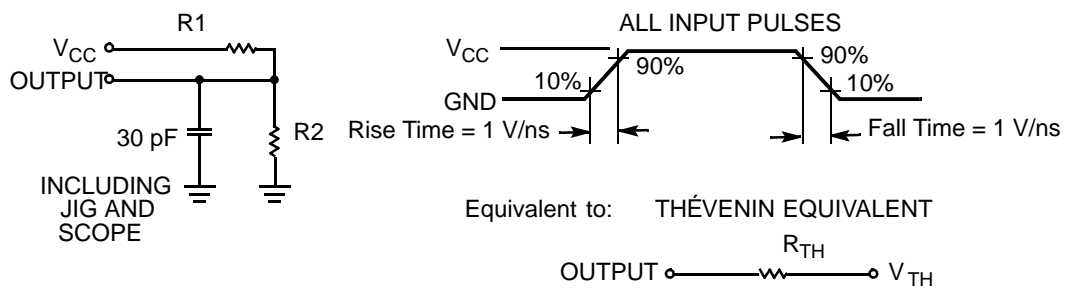 R1
VCC
OUTPUT
30 pF
R2
INCLUDING
JIG AND
SCOPE
ALL INPUT PULSES
VCC
GND
10%
90%
90%
10%
Rise Time = 1 V/ns
Fall Time = 1 V/ns
Equivalent to: THÉVENIN EQUIVALENT
RTH
OUTPUT
VTH